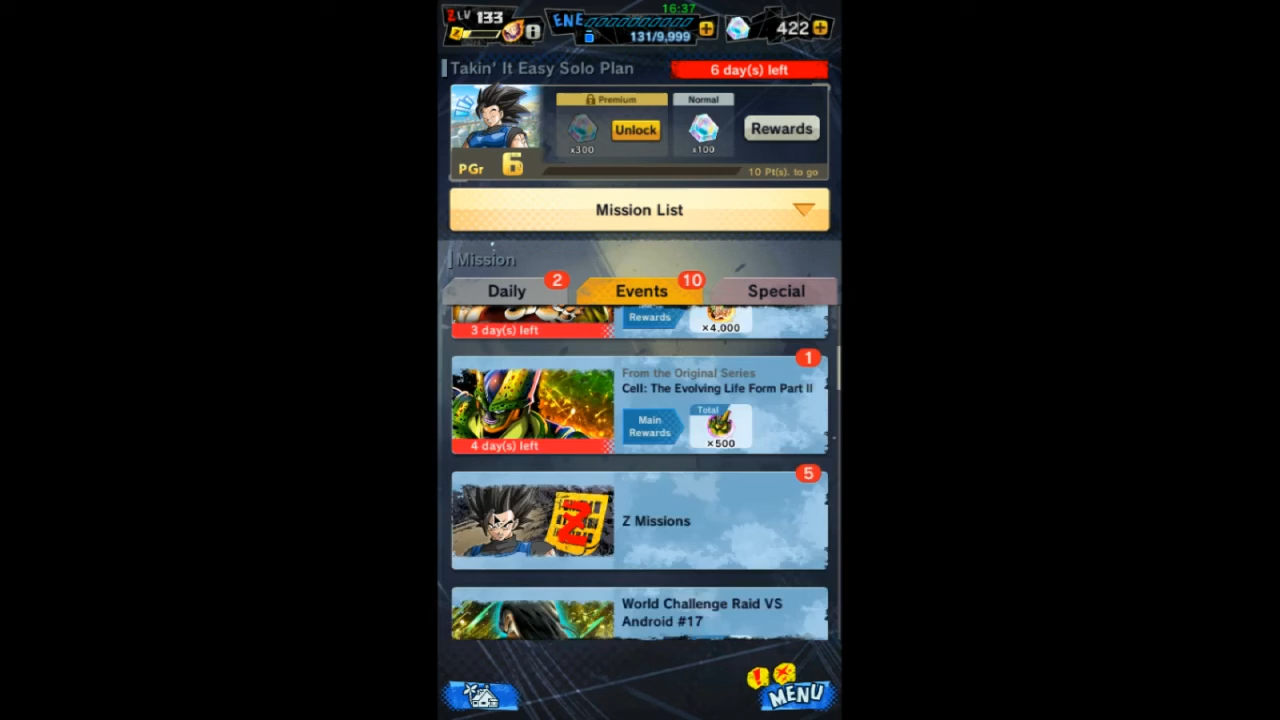 16:37
Z LV 133
ENE
131/9,999
422
Takin' It Easy Solo Plan
6 day(s) left
Premium
Normal
Unlock
Rewards
x300
x100
PGr 6
10 Pt(s). to go
Mission List
Mission
2
10
Daily
Events
Special
Rewards
×4,000
3 day(s) left
1
From the Original Series
Cell: The Evolving Life Form Part II
Main
Rewards
Total
×500
4 day(s) left
5
Z
Z Missions
World Challenge Raid VS
Android #17
MENU